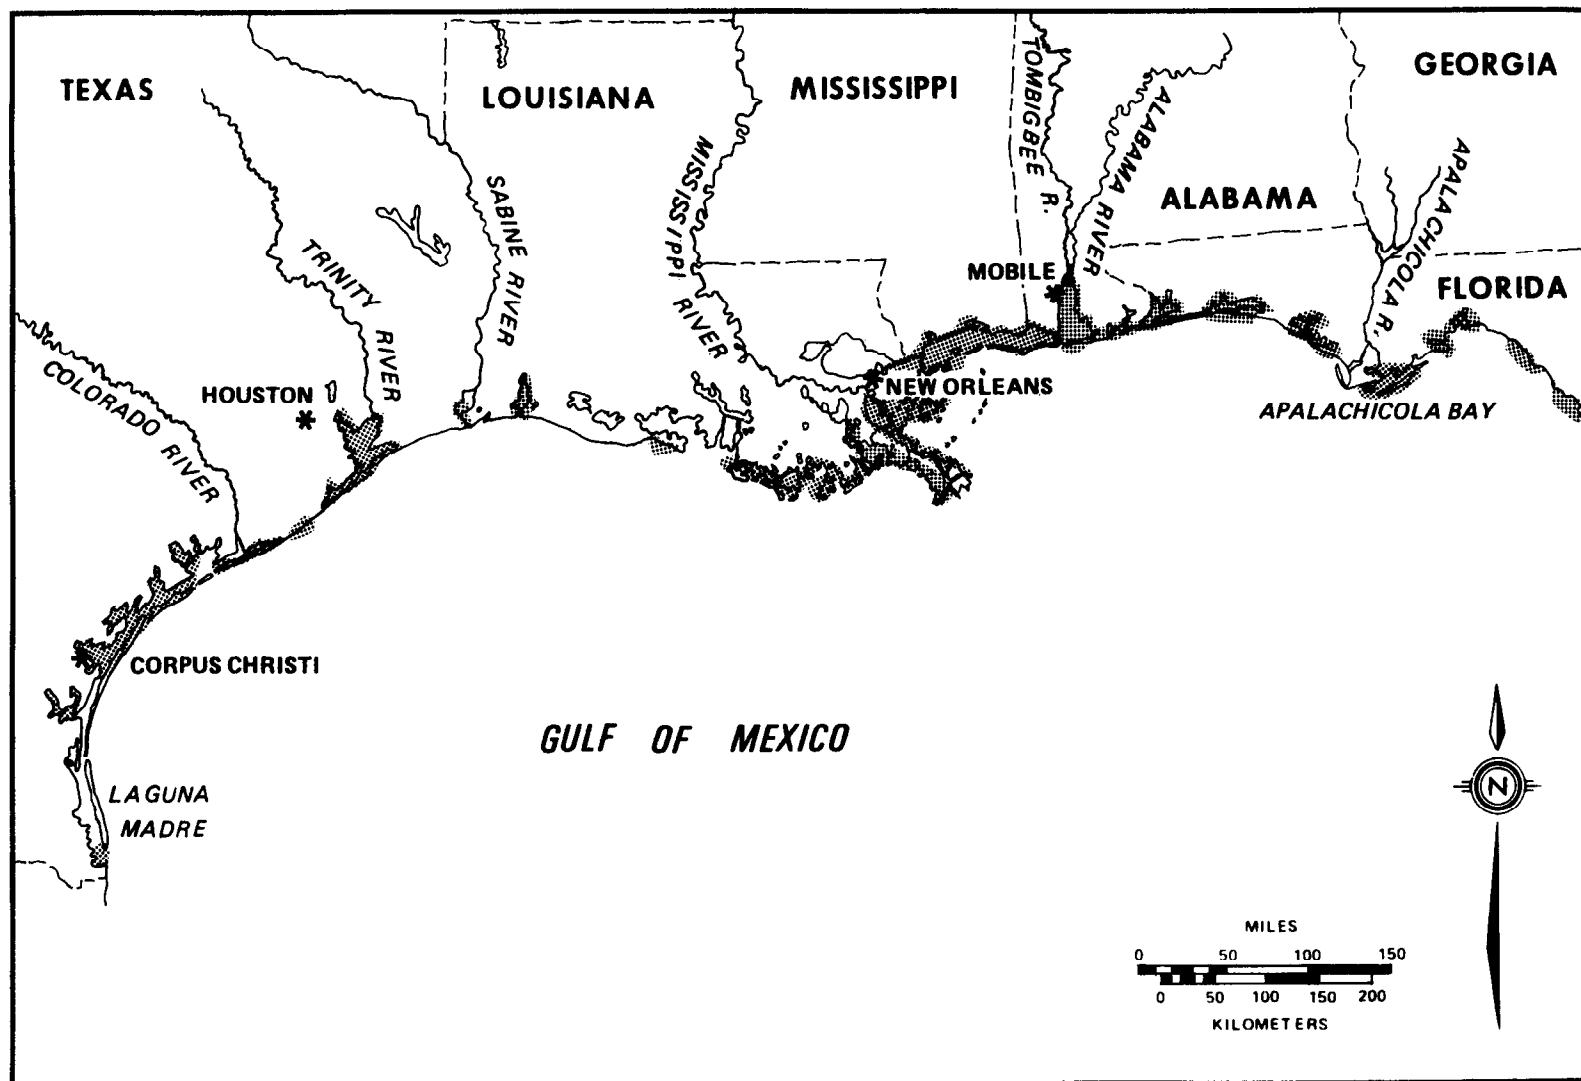 TEXAS
LOUISIANA
MISSISSIPPI
GEORGIA
ALABAMA
FLORIDA
TOMBIGBEE R.
ALABAMA RIVER
APALACHICOLA R.
MISSISSIPPI RIVER
SABINE RIVER
TRINITY RIVER
COLORADO RIVER
MOBILE
HOUSTON
NEW ORLEANS
APALACHICOLA BAY
CORPUS CHRISTI
GULF OF MEXICO
LAGUNA
MADRE
N
MILES
0 50 100 150
0 50 100 150 200
KILOMETERS